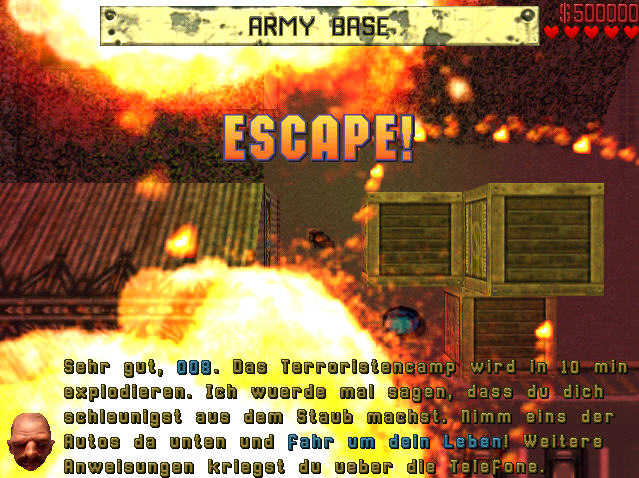 ARMY BASE
$500000
ESCAPE!
Sehr gut, 008. Das Terroristencamp wird in 10 min
explodieren. Ich wuerde mal sagen, dass du dich
schleunigst aus dem Staub machst. Nimm eins der
Autos da unten und Fahr um dein Leben! Weitere
Anweisungen kriegst du ueber die Telefone.